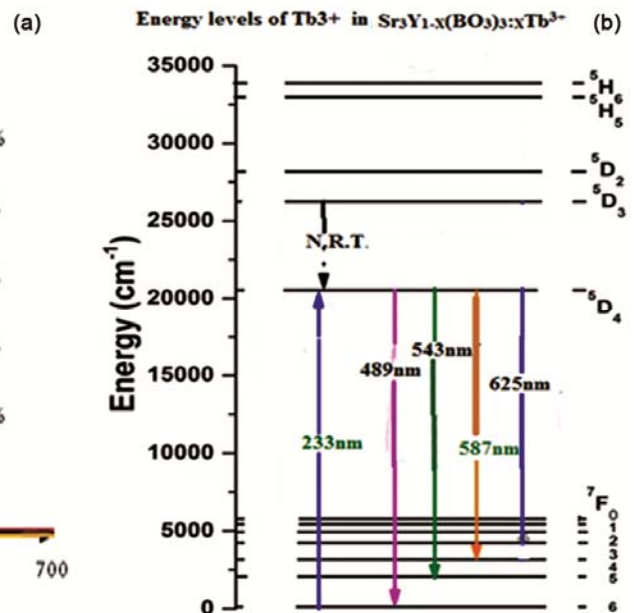 (a)
%
%
700
Energy levels of Tb3+ in Sr3Y1-X(BO3)3:xTb3+
(b)
35000
30000
25000
20000
15000
10000
5000
0
Energy (cm-1)
N.R.T.
233nm
489nm
543nm
587nm
625nm
5H6
5H5
5D2
5D3
5D4
7F0
1
2
3
4
5
6